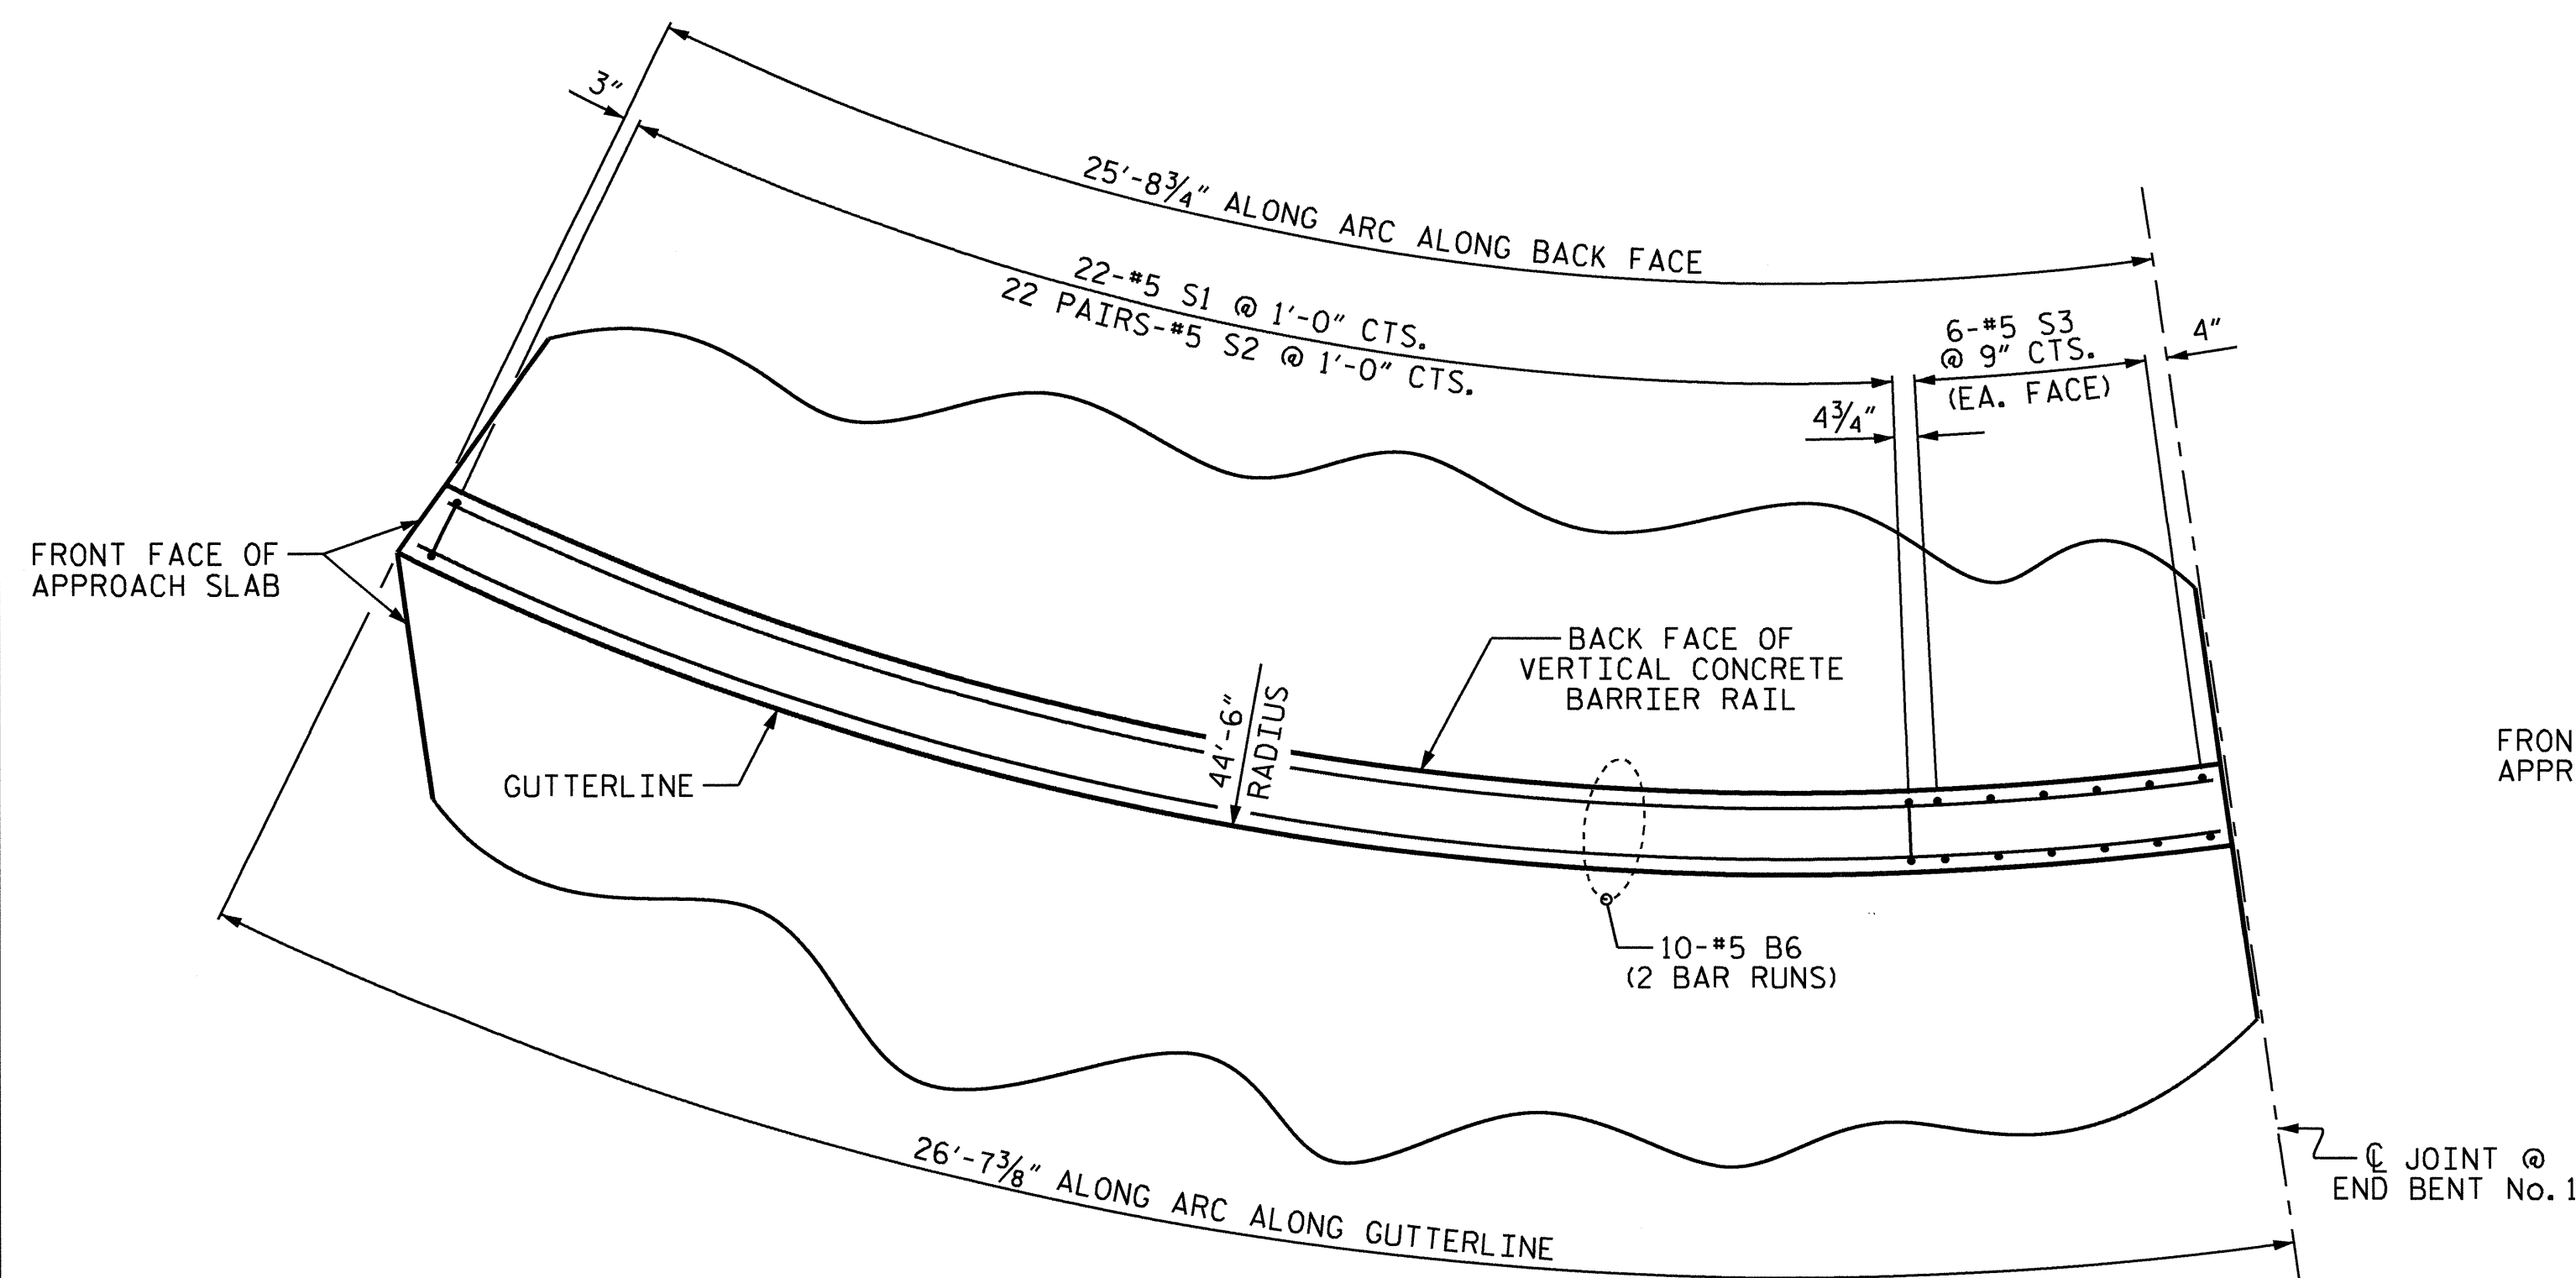 3"
25'-8¾" ALONG ARC ALONG BACK FACE
22-#5 S1 @ 1'-0" CTS.
22 PAIRS-#5 S2 @ 1'-0" CTS.
6-#5 S3
@ 9" CTS.
(EA. FACE)
4"
4¾"
FRONT FACE OF
APPROACH SLAB
BACK FACE OF
VERTICAL CONCRETE
BARRIER RAIL
44'-6"
RADIUS
GUTTERLINE
FRON
APPR
10-#5 B6
(2 BAR RUNS)
26'-7⅜" ALONG ARC ALONG GUTTERLINE
℄ JOINT @
END BENT No. 1